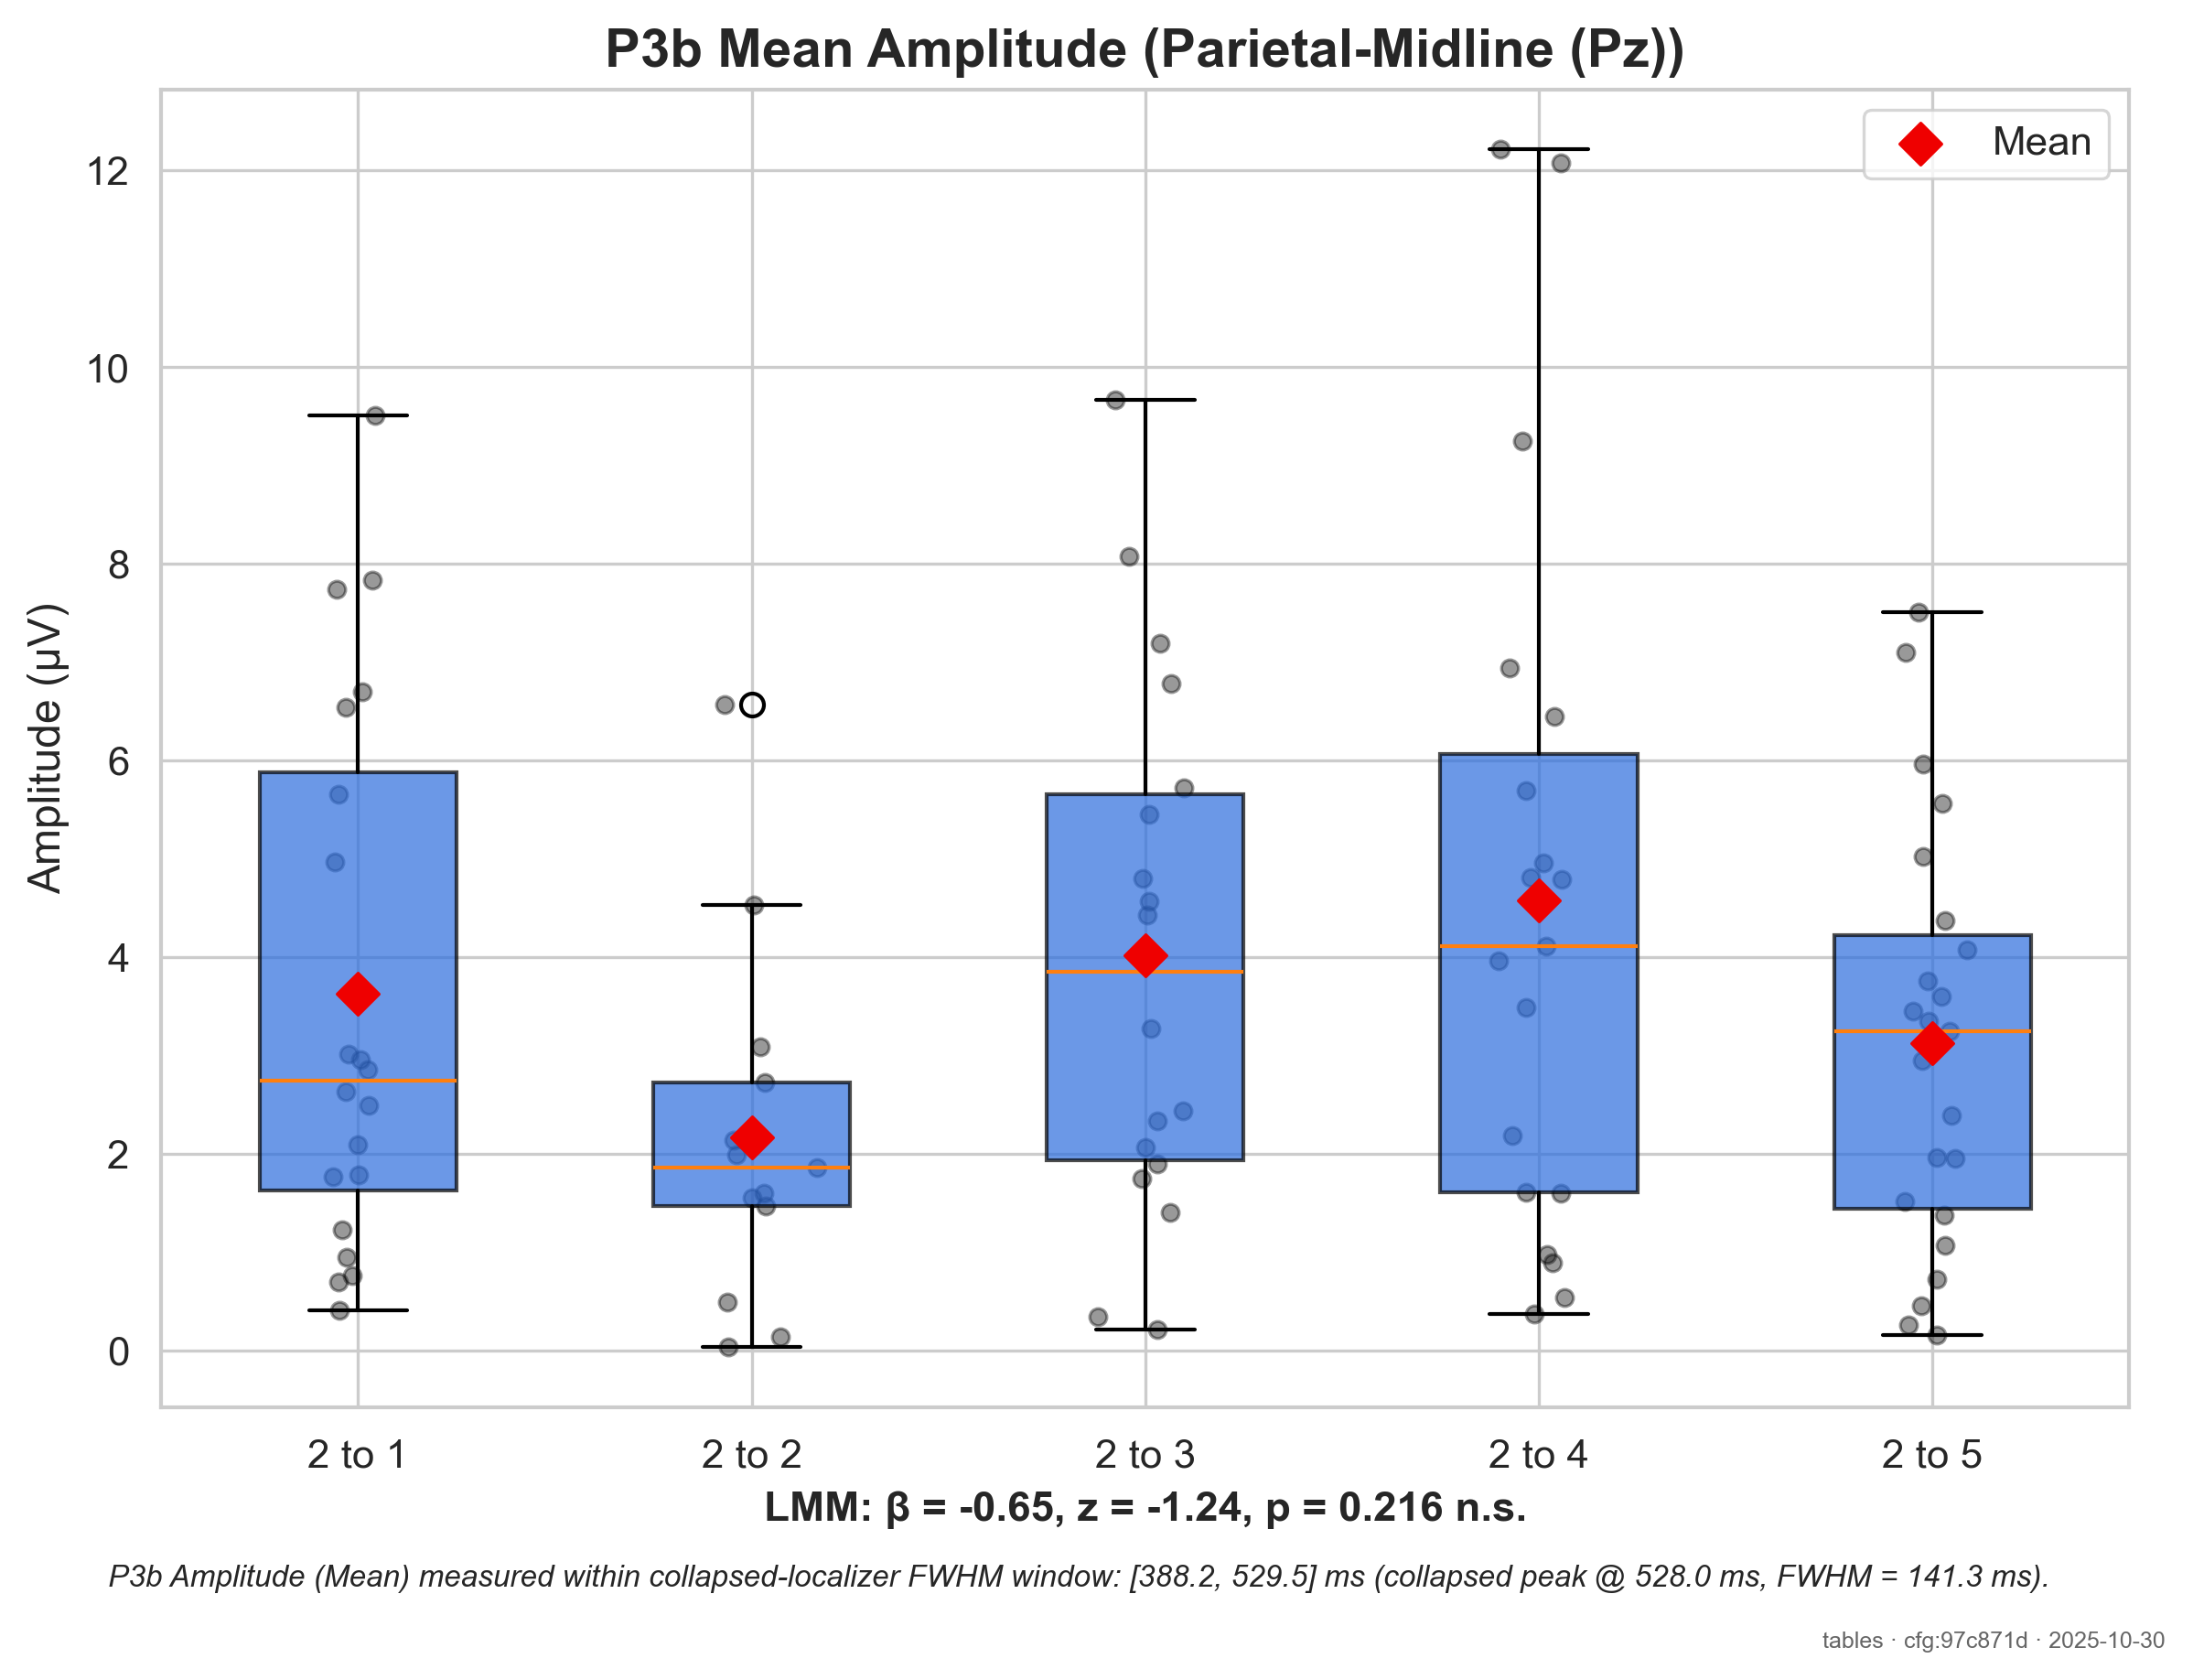 P3b Mean Amplitude (Parietal-Midline (Pz))
Mean
12
10
8
6
4
2
0
Amplitude (µV)
2 to 1 2 to 2 2 to 3 2 to 4 2 to 5
LMM: β = -0.65, z = -1.24, p = 0.216 n.s.
P3b Amplitude (Mean) measured within collapsed-localizer FWHM window: [388.2, 529.5] ms (collapsed peak @ 528.0 ms, FWHM = 141.3 ms).
tables · cfg:97c871d · 2025-10-30